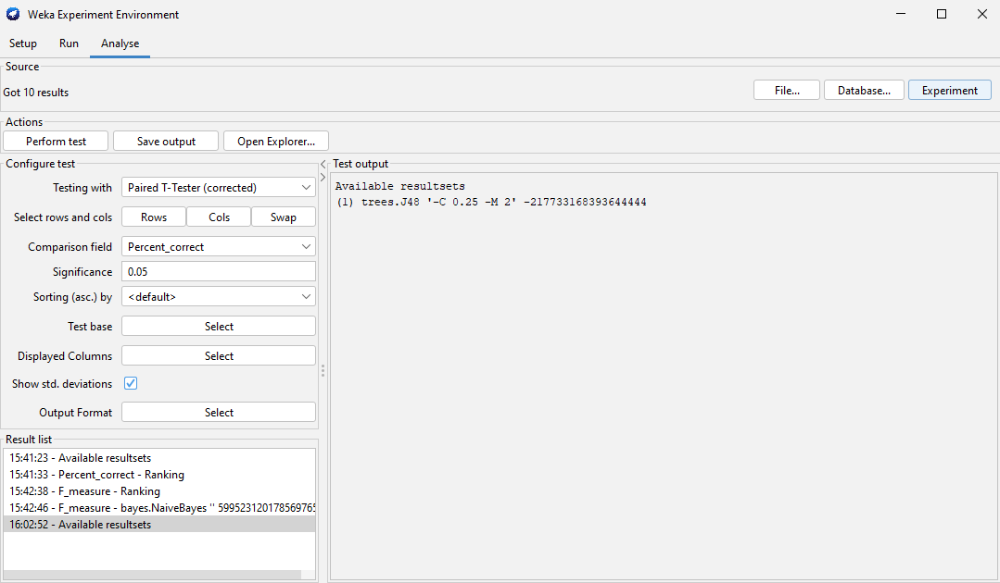 Weka Experiment Environment
Setup Run Analyse
Source
Got 10 results
File... Database... Experiment
Actions
Perform test Save output Open Explorer...
Configure test
Testing with Paired T-Tester (corrected)
Select rows and cols Rows Cols Swap
Comparison field Percent_correct
Significance 0.05
Sorting (asc.) by <default>
Test base Select
Displayed Columns Select
Show std. deviations
Output Format Select
Result list
15:41:23 - Available resultsets
15:41:33 - Percent_correct - Ranking
15:42:38 - F_measure - Ranking
15:42:46 - F_measure - bayes.NaiveBayes '' 599523120178569765
16:02:52 - Available resultsets
Test output
Available resultsets
(1) trees.J48 '-C 0.25 -M 2' -217733168393644444